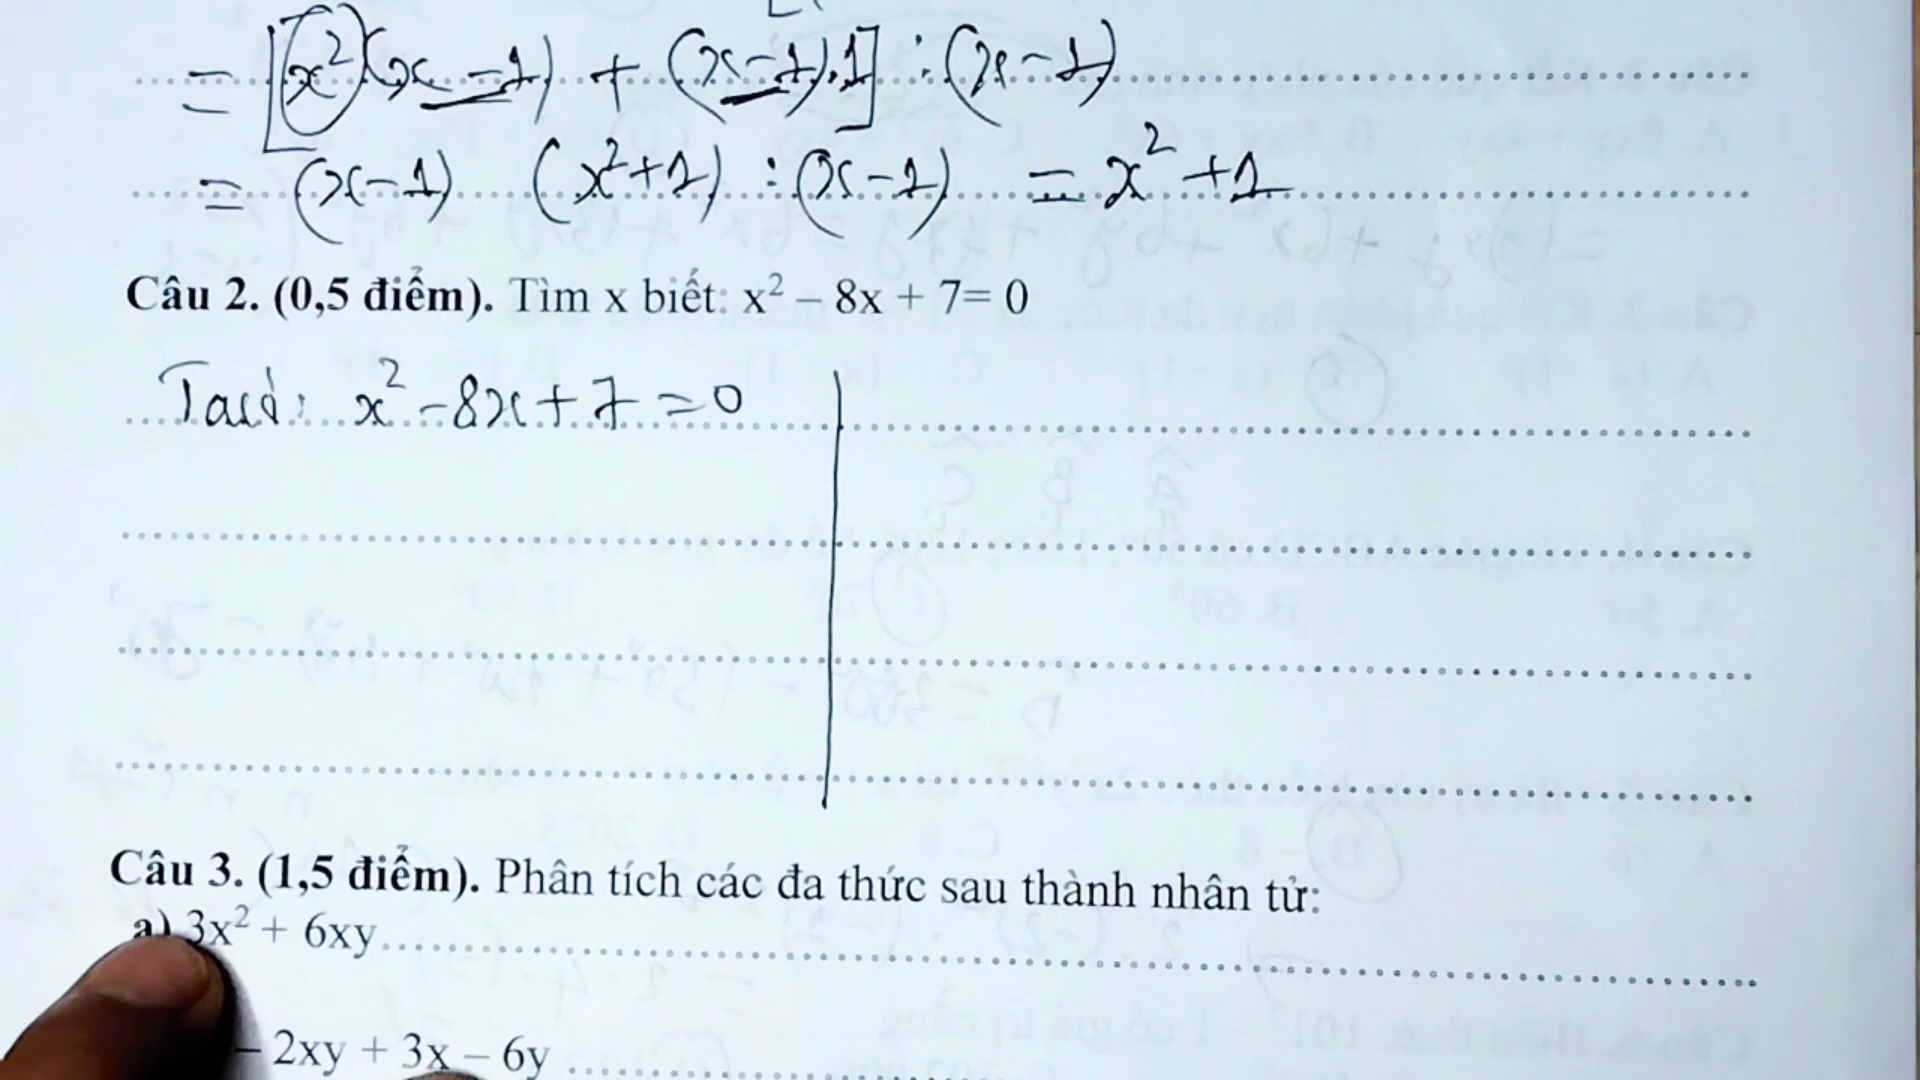 = [x²(x – 1) + (x – 1).1] : (x – 1)
= (x – 1) (x² + 1) : (x – 1) = x² + 1
Câu 2. (0,5 điểm). Tìm x biết: x² – 8x + 7= 0
Ta có: x² – 8x + 7 = 0
Câu 3. (1,5 điểm). Phân tích các đa thức sau thành nhân tử:
a) 3x² + 6xy
– 2xy + 3x – 6y